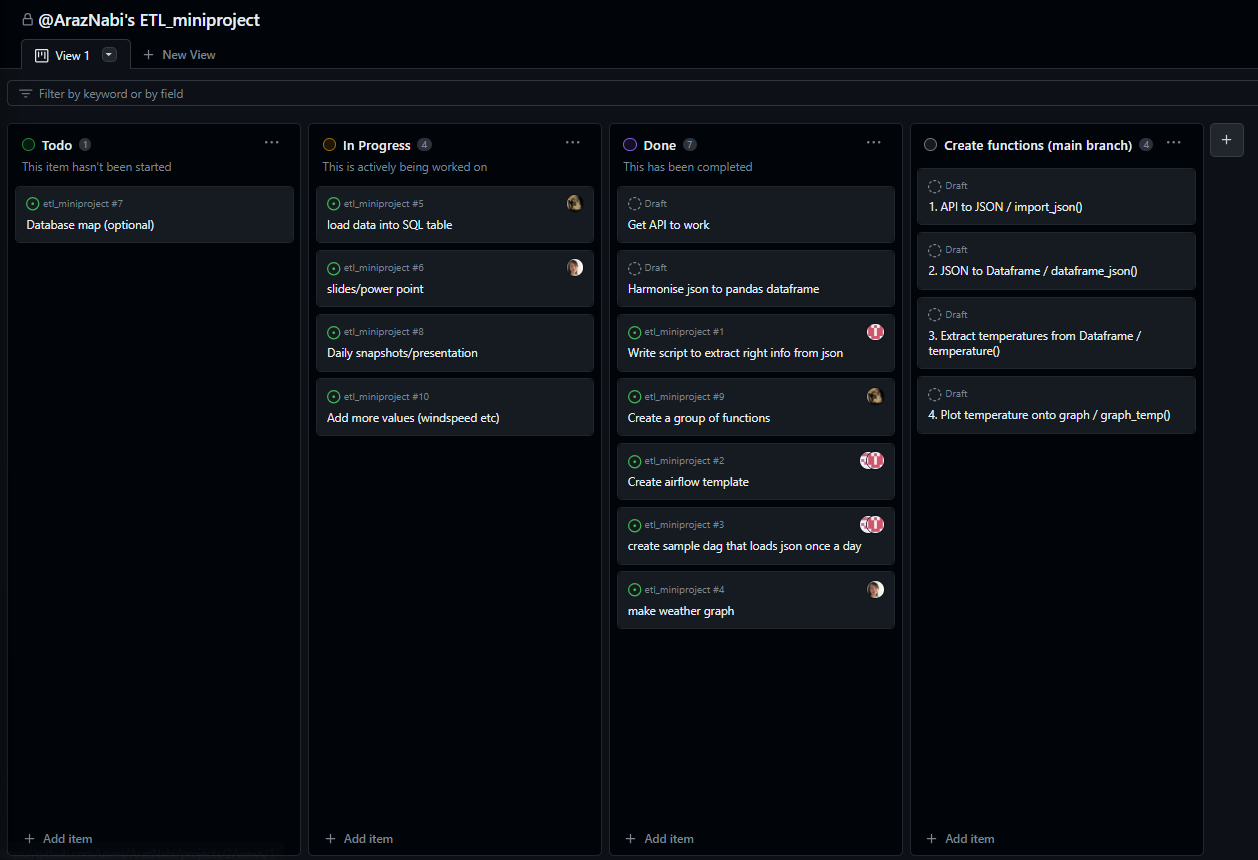 @ArazNabi's ETL_miniproject
View 1
New View
Filter by keyword or by field
Todo 1
This item hasn't been started
etl_miniproject #7
Database map (optional)
Add item
In Progress 4
This is actively being worked on
etl_miniproject #5
load data into SQL table
etl_miniproject #6
slides/power point
etl_miniproject #8
Daily snapshots/presentation
etl_miniproject #10
Add more values (windspeed etc)
Add item
Done 7
This has been completed
Draft
Get API to work
Draft
Harmonise json to pandas dataframe
etl_miniproject #1
Write script to extract right info from json
etl_miniproject #9
Create a group of functions
etl_miniproject #2
Create airflow template
etl_miniproject #3
create sample dag that loads json once a day
etl_miniproject #4
make weather graph
Add item
Create functions (main branch) 4
Draft
1. API to JSON / import_json()
Draft
2. JSON to Dataframe / dataframe_json()
Draft
3. Extract temperatures from Dataframe /
temperature()
Draft
4. Plot temperature onto graph / graph_temp()
Add item